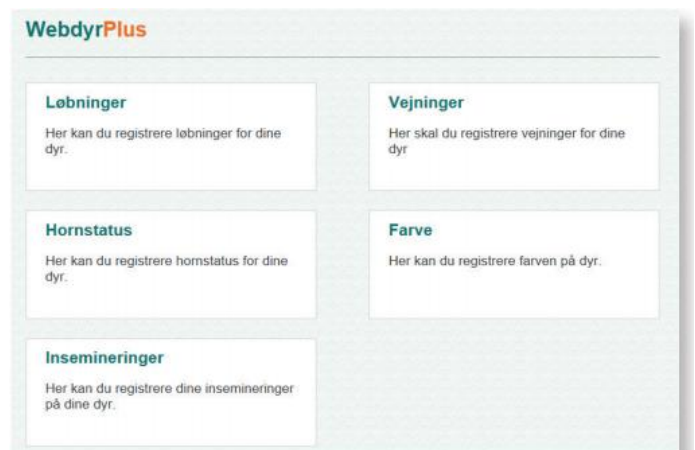 WebdyrPlus
Løbninger
Her kan du registrere løbninger for dine
dyr.
Vejninger
Her skal du registrere vejninger for dine
dyr
Hornstatus
Her kan du registrere hornstatus for dine
dyr.
Farve
Her kan du registrere farven på dyr.
Insemineringer
Her kan du registrere dine insemineringer
på dine dyr.